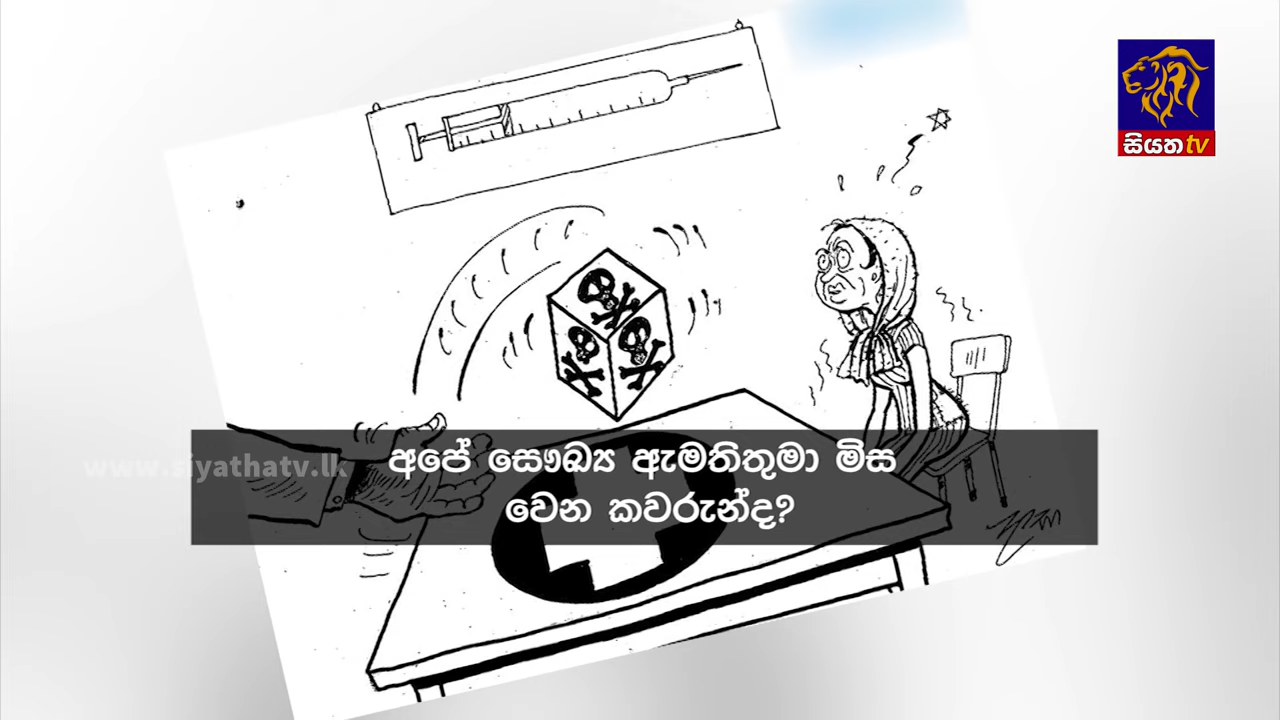 සියත tv
www.siyathatv.lk
අපේ සෞඛ්‍ය ඇමතිතුමා මිස
වෙන කවරුන්ද?